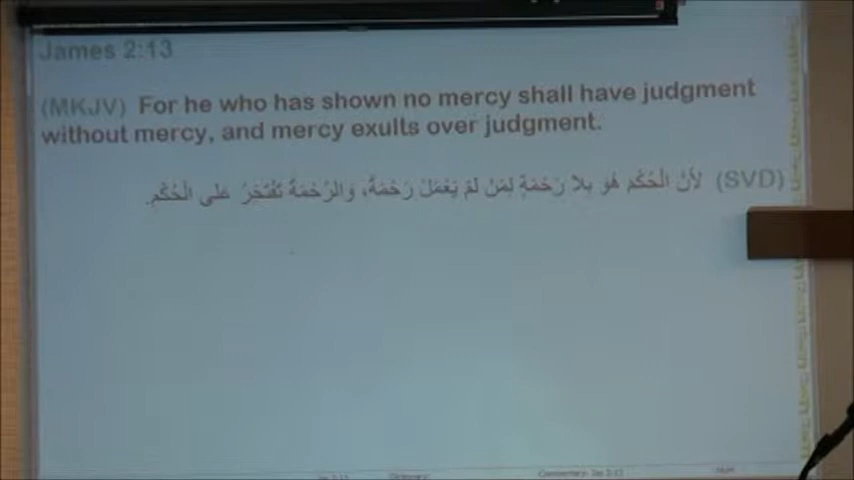 James 2:13
(MKJV) For he who has shown no mercy shall have judgment
without mercy, and mercy exults over judgment.
(SVD) لأَنَّ الْحُكْمَ هُوَ بِلاَ رَحْمَةٍ لِمَنْ لَمْ يَعْمَلْ رَحْمَةً، وَالرَّحْمَةُ تَفْتَخِرُ عَلَى الْحُكْمِ.